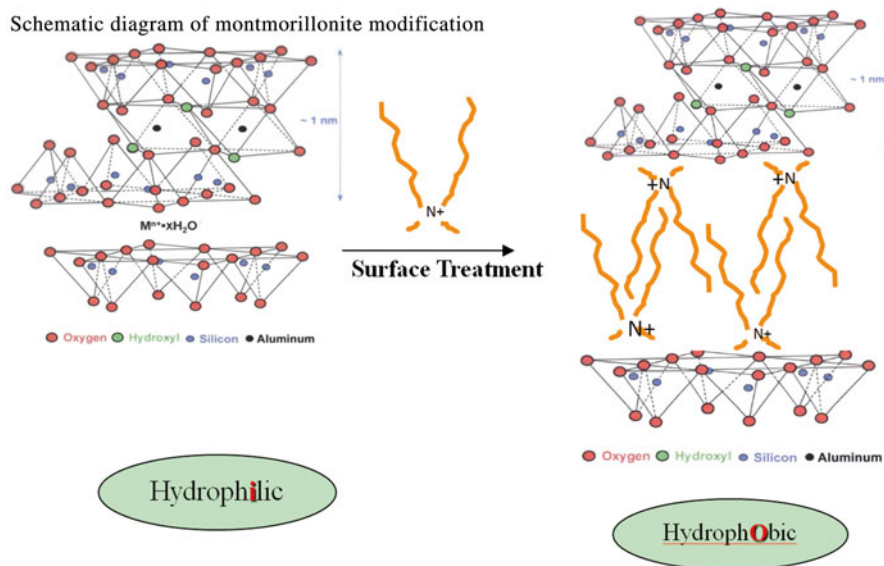 Schematic diagram of montmorillonite modification
~ 1 nm
Mn+•xH2O
Oxygen Hydroxyl Silicon Aluminum
Hydrophilic
N+
Surface Treatment
~ 1 nm
+N
+N
N+
N+
Oxygen Hydroxyl Silicon Aluminum
HydrophObic